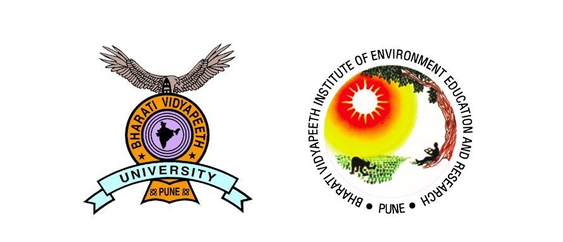 BHARATI VIDYAPEETH
UNIVERSITY
PUNE
BHARATI VIDYAPEETH INSTITUTE OF ENVIRONMENT EDUCATION AND RESEARCH
• PUNE •